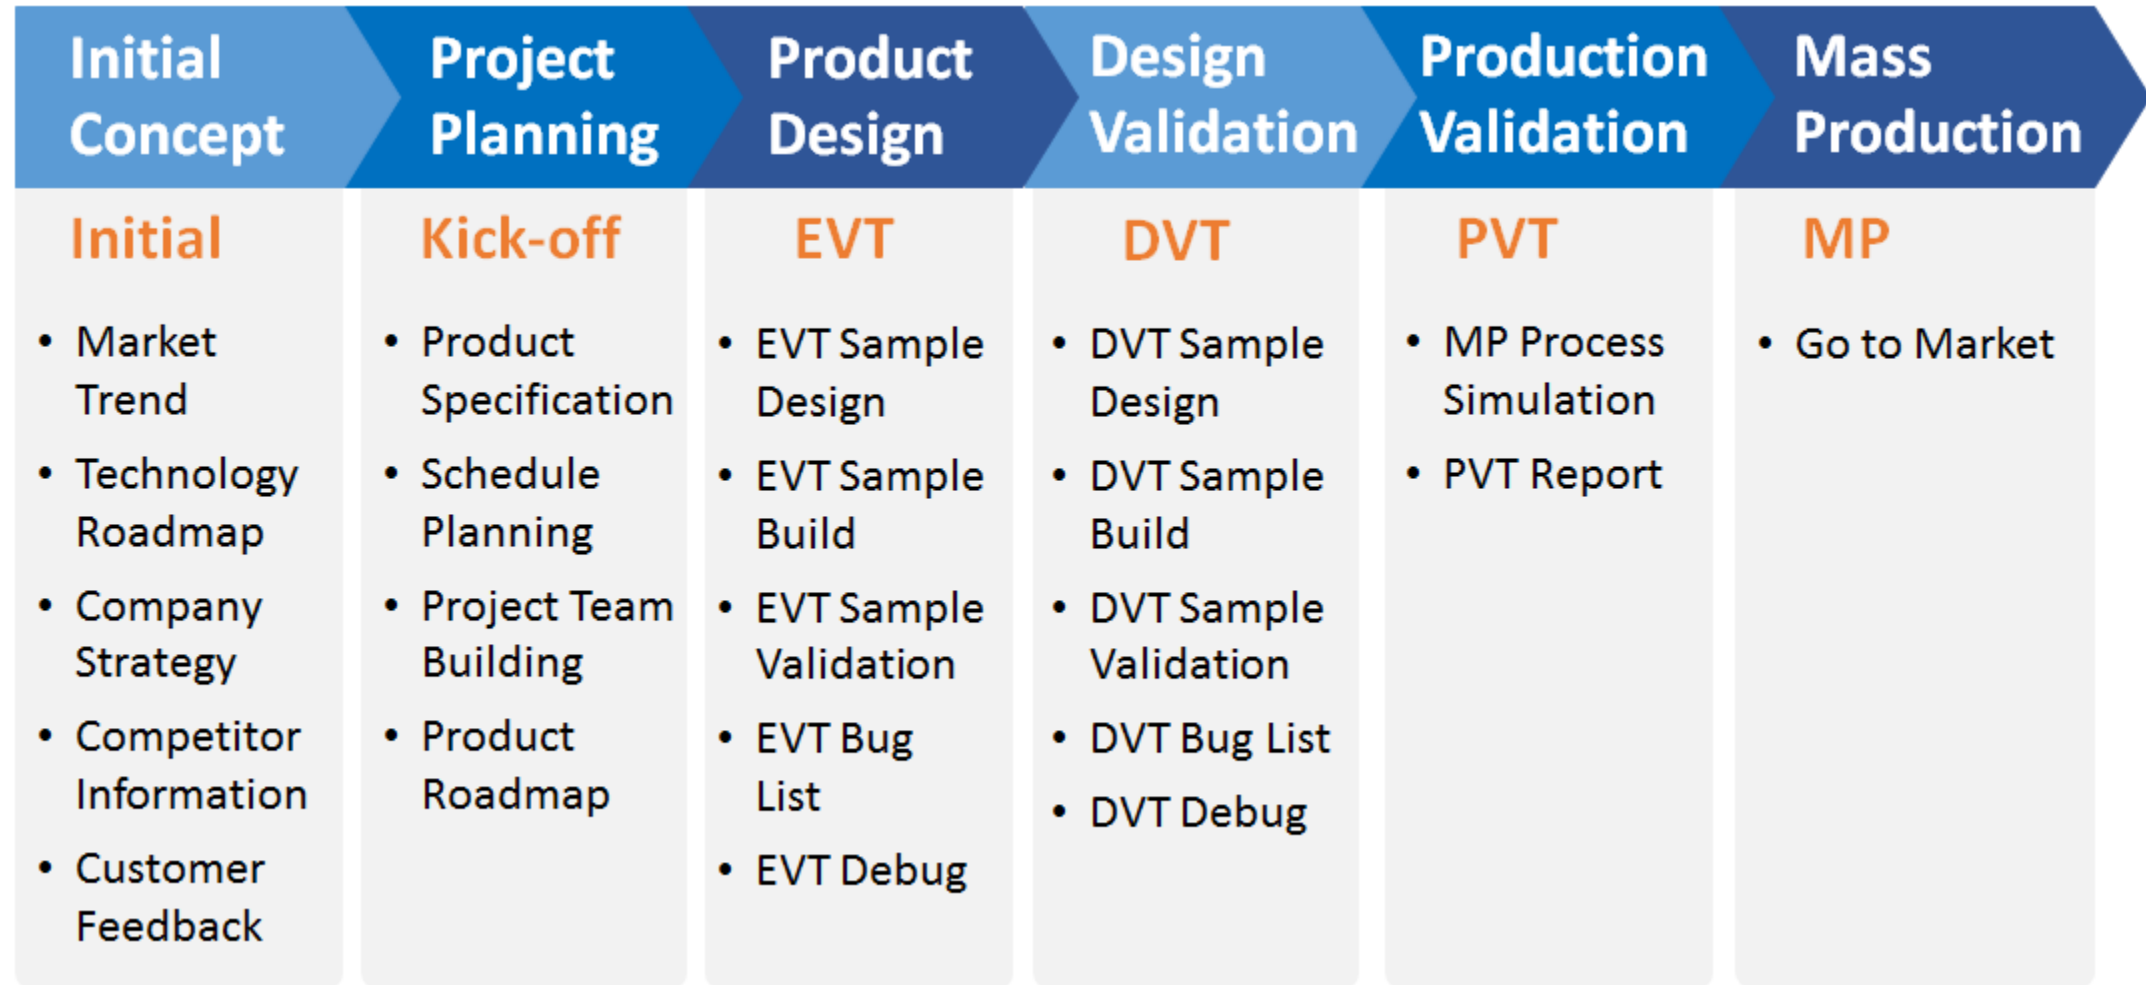 Initial
Concept
Project
Planning
Product
Design
Design
Validation
Production
Validation
Mass
Production
Initial
• Market
Trend
• Technology
Roadmap
• Company
Strategy
• Competitor
Information
• Customer
Feedback
Kick-off
• Product
Specification
• Schedule
Planning
• Project Team
Building
• Product
Roadmap
EVT
• EVT Sample
Design
• EVT Sample
Build
• EVT Sample
Validation
• EVT Bug
List
• EVT Debug
DVT
• DVT Sample
Design
• DVT Sample
Build
• DVT Sample
Validation
• DVT Bug List
• DVT Debug
PVT
• MP Process
Simulation
• PVT Report
MP
• Go to Market